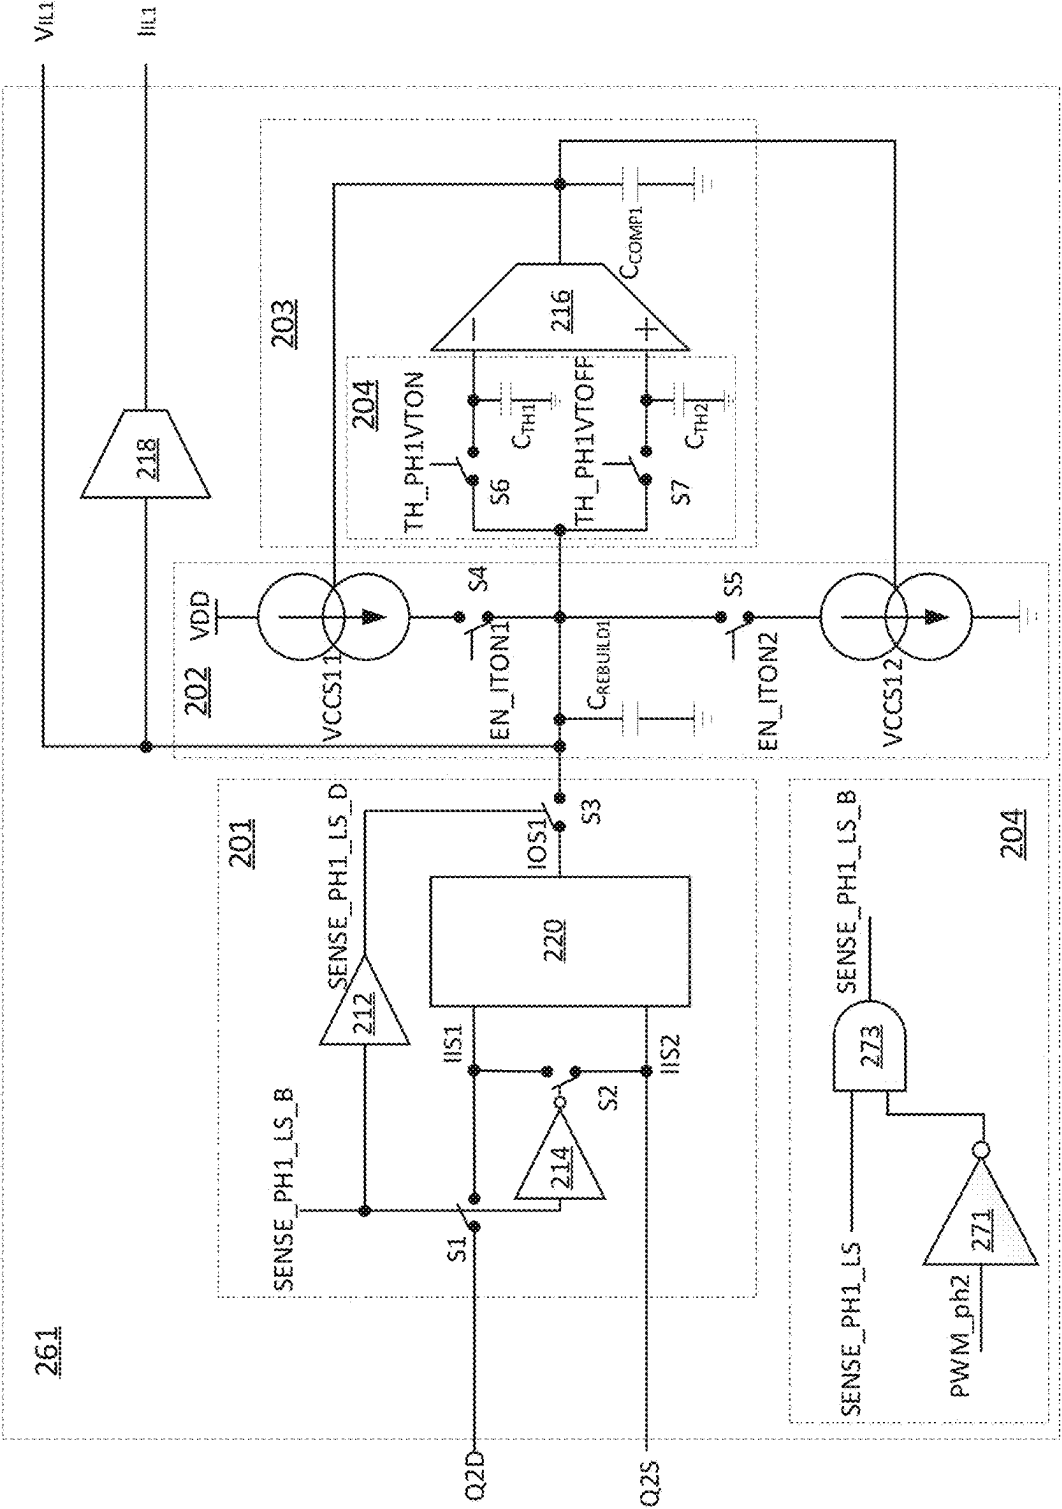 261
Q2D
Q2S
201
SENSE_PH1_LS_B
S1
212
SENSE_PH1_LS_D
214
S2
IIS1
IIS2
220
IOS1
S3
202
VDD
VCCS11
S4
EN_ITON1
CREBUILD1
S5
EN_ITON2
VCCS12
203
204
TH_PH1VTON
S6
CTH1
TH_PH1VTOFF
S7
CTH2
216
CCOMP1
218
VIL1
IIL1
204
SENSE_PH1_LS
PWM_ph2
271
273
SENSE_PH1_LS_B